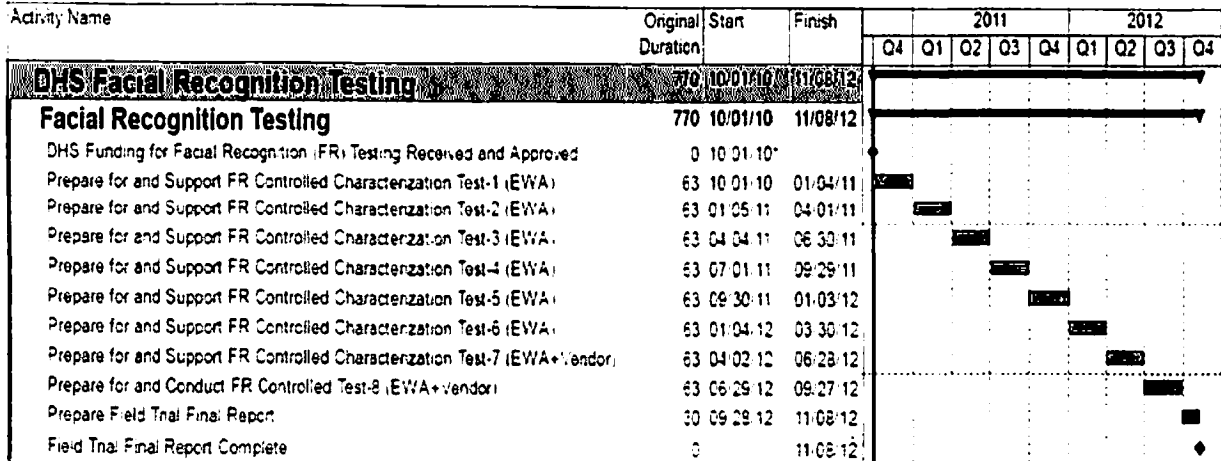 Activity Name Original Start Finish 2011 2012
Duration Q4 Q1 Q2 Q3 Q4 Q1 Q2 Q3 Q4
DHS Facial Recognition Testing 770 10/01/10 11/08/12
Facial Recognition Testing 770 10/01/10 11/08/12
DHS Funding for Facial Recognition (FR) Testing Received and Approved 0 10/01/10*
Prepare for and Support FR Controlled Characterization Test-1 (EWA) 63 10/01/10 01/04/11
Prepare for and Support FR Controlled Characterization Test-2 (EWA) 63 01/05/11 04/01/11
Prepare for and Support FR Controlled Characterization Test-3 (EWA) 63 04/04/11 06/30/11
Prepare for and Support FR Controlled Characterization Test-4 (EWA) 63 07/01/11 09/29/11
Prepare for and Support FR Controlled Characterization Test-5 (EWA) 63 09/30/11 01/03/12
Prepare for and Support FR Controlled Characterization Test-6 (EWA) 63 01/04/12 03/30/12
Prepare for and Support FR Controlled Characterization Test-7 (EWA+Vendor) 63 04/02/12 06/28/12
Prepare for and Conduct FR Controlled Test-8 (EWA+Vendor) 63 06/29/12 09/27/12
Prepare Field Trial Final Report 30 09/28/12 11/08/12
Field Trial Final Report Complete 0 11/08/12